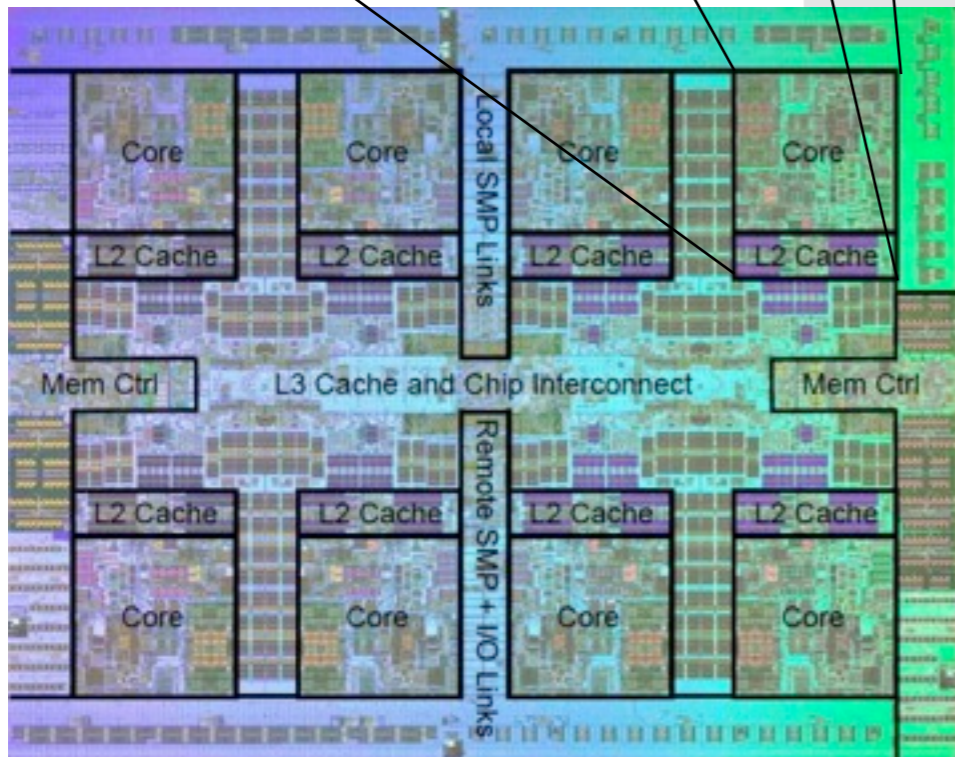 Core Core Core Core
Local SMP Links
L2 Cache L2 Cache L2 Cache L2 Cache
Mem Ctrl L3 Cache and Chip Interconnect Mem Ctrl
Remote SMP + I/O Links
L2 Cache L2 Cache L2 Cache L2 Cache
Core Core Core Core